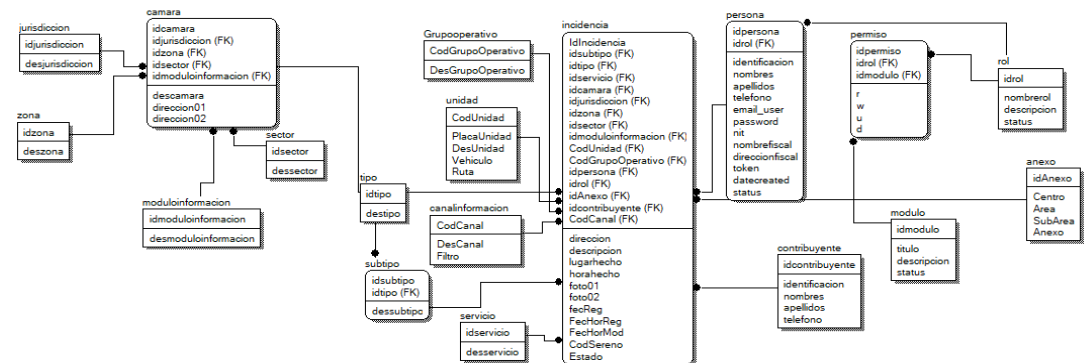 jurisdiccion
idjurisdiccion
desjurisdiccion
zona
idzona
deszona
camara
idcamara
idjurisdiccion (FK)
idzona (FK)
idsector (FK)
idmoduloinformacion (FK)
descamara
direccion01
direccion02
sector
idsector
dessector
moduloinformacion
idmoduloinformacion
desmoduloinformacion
tipo
idtipo
destipo
subtipo
idsubtipo
idtipo (FK)
dessubtipc
Grupooperativo
CodGrupoOperativo
DesGrupoOperativo
unidad
CodUnidad
PlacaUnidad
DesUnidad
Vehiculo
Ruta
canalinformacion
CodCanal
DesCanal
Filtro
servicio
idservicio
desservicio
incidencia
IdIncidencia
idsubtipo (FK)
idtipo (FK)
idservicio (FK)
idcamara (FK)
idjurisdiccion (FK)
idzona (FK)
idsector (FK)
idmoduloinformacion (FK)
CodUnidad (FK)
CodGrupoOperativo (FK)
idpersona (FK)
idrol (FK)
idAnexo (FK)
idcontribuyente (FK)
CodCanal (FK)
direccion
descripcion
lugarhecho
horahecho
foto01
foto02
fecReg
FecHorReg
FecHorMod
CodSereno
Estado
persona
idpersona
idrol (FK)
identificacion
nombres
apellidos
telefono
email_user
password
nit
nombrefiscal
direccionfiscal
token
datecreated
status
permiso
idpermiso
idrol (FK)
idmodulo (FK)
r
w
u
d
rol
idrol
nombrerol
descripcion
status
modulo
idmodulo
titulo
descripcion
status
anexo
idAnexo
Centro
Area
SubArea
Anexo
contribuyente
idcontribuyente
identificacion
nombres
apellidos
telefono